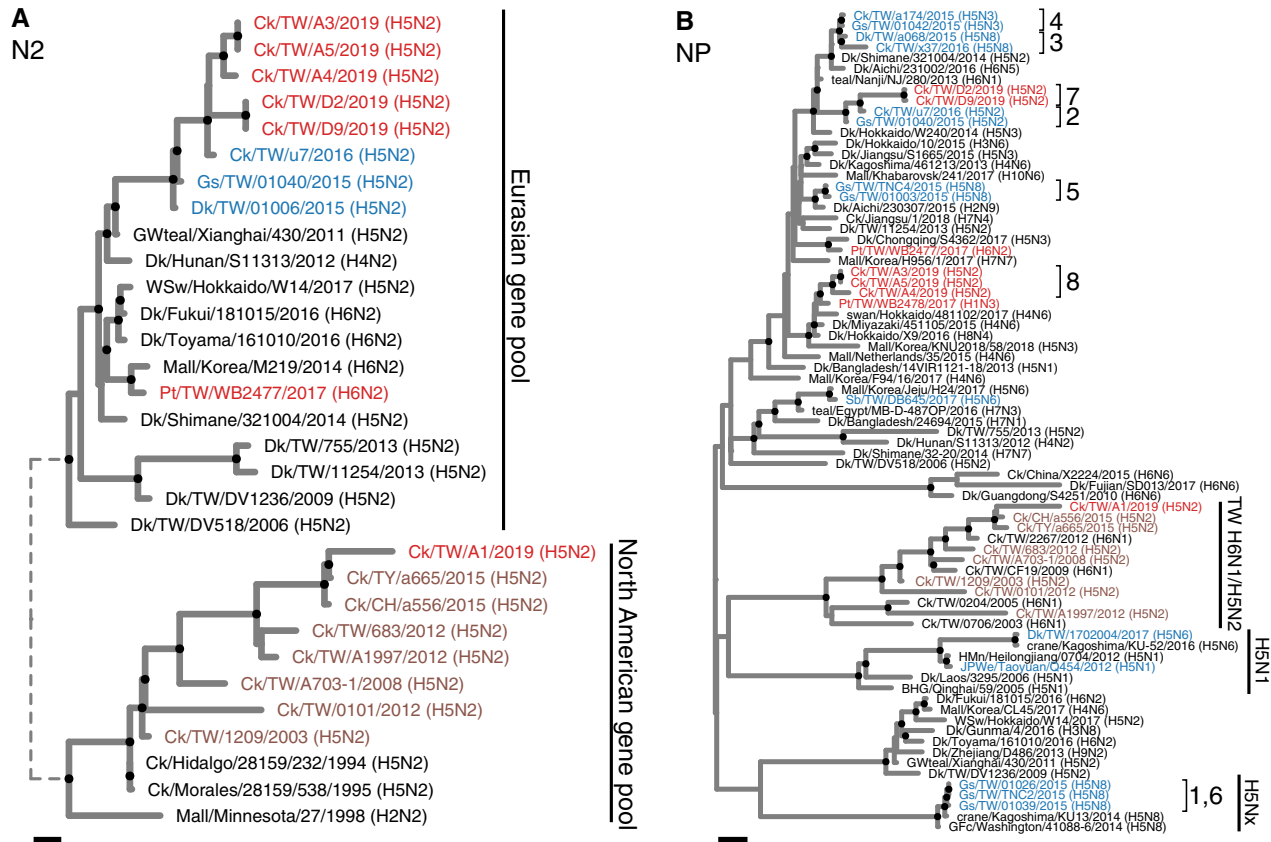 A
N2
Ck/TW/A3/2019 (H5N2)
Ck/TW/A5/2019 (H5N2)
Ck/TW/A4/2019 (H5N2)
Ck/TW/D2/2019 (H5N2)
Ck/TW/D9/2019 (H5N2)
Ck/TW/u7/2016 (H5N2)
Gs/TW/01040/2015 (H5N2)
Dk/TW/01006/2015 (H5N2)
GWteal/Xianghai/430/2011 (H5N2)
Dk/Hunan/S11313/2012 (H4N2)
WSw/Hokkaido/W14/2017 (H5N2)
Dk/Fukui/181015/2016 (H6N2)
Dk/Toyama/161010/2016 (H6N2)
Mall/Korea/M219/2014 (H6N2)
Pt/TW/WB2477/2017 (H6N2)
Dk/Shimane/321004/2014 (H5N2)
Dk/TW/755/2013 (H5N2)
Dk/TW/11254/2013 (H5N2)
Dk/TW/DV1236/2009 (H5N2)
Dk/TW/DV518/2006 (H5N2)
Eurasian gene pool
Ck/TW/A1/2019 (H5N2)
Ck/TY/a665/2015 (H5N2)
Ck/CH/a556/2015 (H5N2)
Ck/TW/683/2012 (H5N2)
Ck/TW/A1997/2012 (H5N2)
Ck/TW/A703-1/2008 (H5N2)
Ck/TW/0101/2012 (H5N2)
Ck/TW/1209/2003 (H5N2)
Ck/Hidalgo/28159/232/1994 (H5N2)
Ck/Morales/28159/538/1995 (H5N2)
Mall/Minnesota/27/1998 (H2N2)
North American gene pool
B
NP
Ck/TW/a174/2015 (H5N3)
Gs/TW/01042/2015 (H5N3)
4
Dk/TW/a068/2015 (H5N8)
Ck/TW/x37/2016 (H5N8)
3
Dk/Shimane/321004/2014 (H5N2)
Dk/Aichi/231002/2016 (H6N5)
teal/Nanji/NJ/280/2013 (H6N1)
Ck/TW/D2/2019 (H5N2)
Ck/TW/D9/2019 (H5N2)
7
Ck/TW/u7/2016 (H5N2)
Gs/TW/01040/2015 (H5N2)
2
Dk/Hokkaido/W240/2014 (H5N3)
Dk/Hokkaido/10/2015 (H3N6)
Dk/Jiangsu/S1665/2015 (H5N3)
Dk/Kagoshima/461213/2013 (H4N6)
Mall/Khabarovsk/241/2017 (H10N6)
Gs/TW/TNC4/2015 (H5N8)
Gs/TW/01003/2015 (H5N8)
5
Dk/Aichi/230307/2015 (H2N9)
Ck/Jiangsu/1/2018 (H7N4)
Dk/TW/11254/2013 (H5N2)
Dk/Chongqing/S4362/2017 (H5N3)
Pt/TW/WB2477/2017 (H6N2)
Mall/Korea/H956/1/2017 (H7N7)
Ck/TW/A3/2019 (H5N2)
Ck/TW/A5/2019 (H5N2)
Ck/TW/A4/2019 (H5N2)
8
Pt/TW/WB2478/2017 (H1N3)
swan/Hokkaido/481102/2017 (H4N6)
Dk/Miyazaki/451105/2015 (H4N6)
Dk/Hokkaido/X9/2016 (H8N4)
Mall/Korea/KNU2018/58/2018 (H5N3)
Mall/Netherlands/35/2015 (H4N6)
Dk/Bangladesh/14VIR1121-18/2013 (H5N1)
Mall/Korea/F94/16/2017 (H4N6)
Mall/Korea/Jeju/H24/2017 (H5N6)
Sb/TW/DB645/2017 (H5N6)
teal/Egypt/MB-D-487OP/2016 (H7N3)
Dk/Bangladesh/24694/2015 (H7N1)
Dk/TW/755/2013 (H5N2)
Dk/Hunan/S11313/2012 (H4N2)
Dk/Shimane/32-20/2014 (H7N7)
Dk/TW/DV518/2006 (H5N2)
Ck/China/X2224/2015 (H6N6)
Dk/Fujian/SD013/2017 (H6N6)
Dk/Guangdong/S4251/2010 (H6N6)
Ck/TW/A1/2019 (H5N2)
Ck/CH/a556/2015 (H5N2)
Ck/TY/a665/2015 (H5N2)
Ck/TW/2267/2012 (H6N1)
Ck/TW/683/2012 (H5N2)
Ck/TW/A703-1/2008 (H5N2)
Ck/TW/CF19/2009 (H6N1)
Ck/TW/1209/2003 (H5N2)
Ck/TW/0101/2012 (H5N2)
Ck/TW/0204/2005 (H6N1)
Ck/TW/A1997/2012 (H5N2)
Ck/TW/0706/2003 (H6N1)
TW H6N1/H5N2
Dk/TW/1702004/2017 (H5N6)
crane/Kagoshima/KU-52/2016 (H5N6)
HMn/Heilongjiang/0704/2012 (H5N1)
JPWe/Taoyuan/Q454/2012 (H5N1)
Dk/Laos/3295/2006 (H5N1)
BHG/Qinghai/59/2005 (H5N1)
H5N1
Dk/Fukui/181015/2016 (H6N2)
Mall/Korea/CL45/2017 (H4N6)
WSw/Hokkaido/W14/2017 (H5N2)
Dk/Gunma/4/2016 (H3N8)
Dk/Toyama/161010/2016 (H6N2)
Dk/Zhejiang/D486/2013 (H9N2)
GWteal/Xianghai/430/2011 (H5N2)
Dk/TW/DV1236/2009 (H5N2)
Gs/TW/01026/2015 (H5N8)
Gs/TW/TNC2/2015 (H5N8)
Gs/TW/01039/2015 (H5N8)
1,6
crane/Kagoshima/KU13/2014 (H5N8)
GFc/Washington/41088-6/2014 (H5N8)
H5Nx